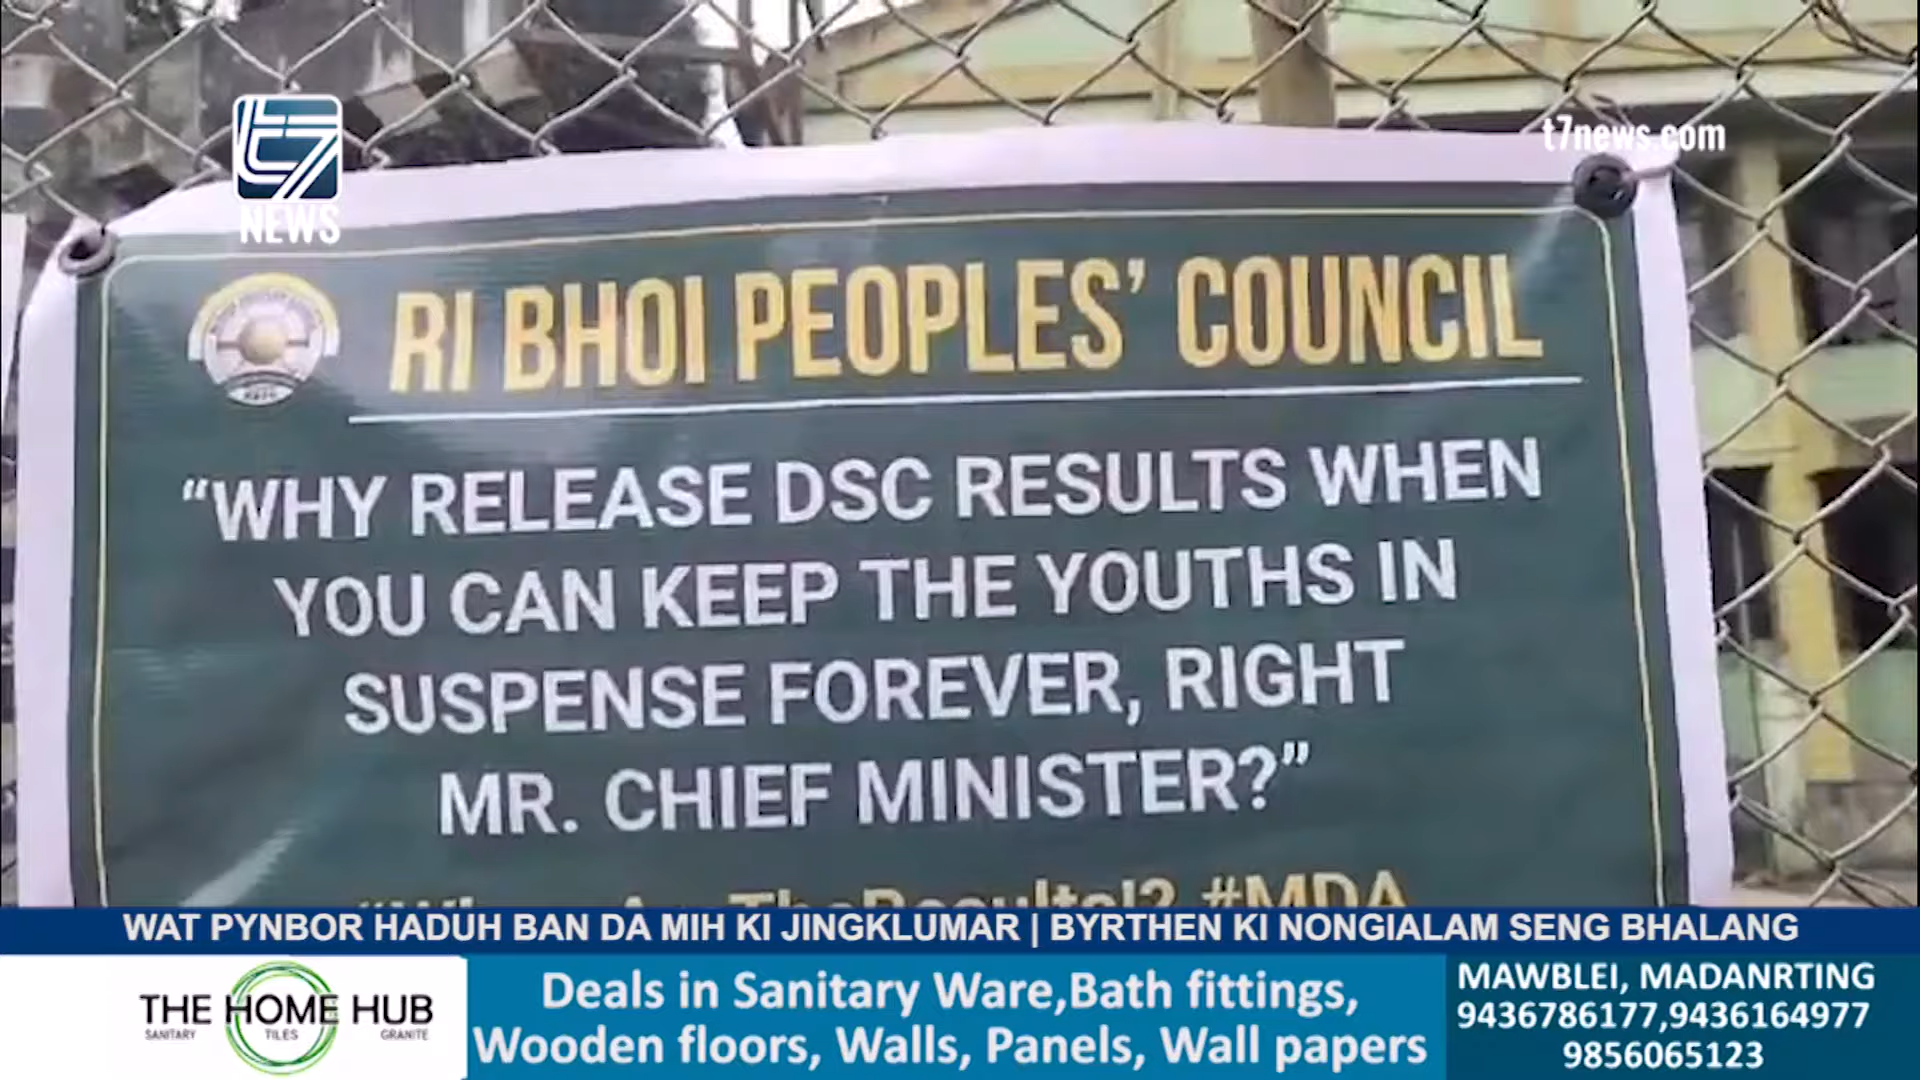 t7news.com
NEWS
RI BHOI PEOPLES’ COUNCIL
“WHY RELEASE DSC RESULTS WHEN
YOU CAN KEEP THE YOUTHS IN
SUSPENSE FOREVER, RIGHT
MR. CHIEF MINISTER?”
#MDA
WAT PYNBOR HADUH BAN DA MIH KI JINGKLUMAR | BYRTHEN KI NONGIALAM SENG BHALANG
THE HOME HUB
SANITARY TILES GRANITE
Deals in Sanitary Ware,Bath fittings,
Wooden floors, Walls, Panels, Wall papers
MAWBLEI, MADANRTING
9436786177,9436164977
9856065123